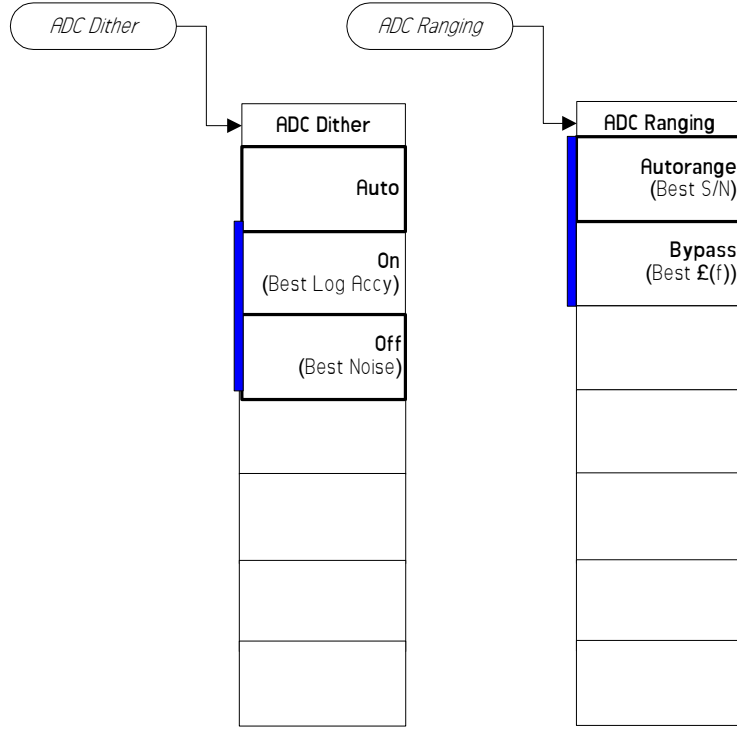 ADC Dither
ADC Ranging
ADC Dither
Auto
On
(Best Log Accy)
Off
(Best Noise)
ADC Ranging
Autorange
(Best S/N)
Bypass
(Best £(f))